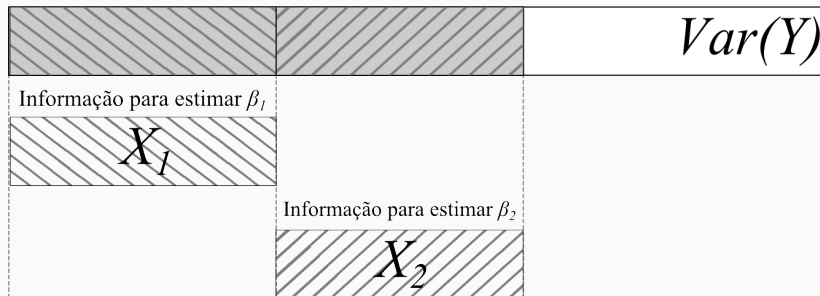 Var(Y)
Informação para estimar β1
X1
Informação para estimar β2
X2